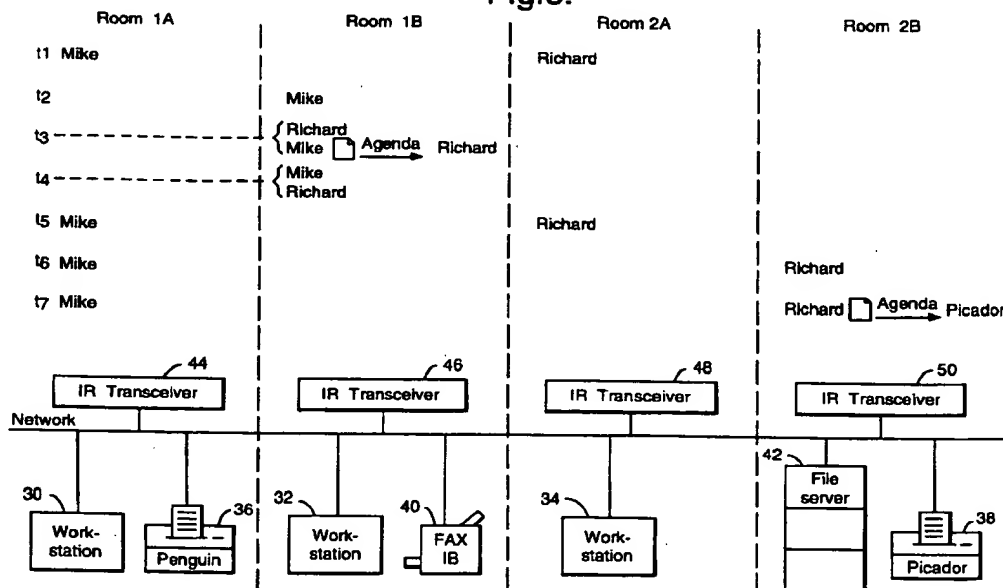 Room 1A Room 1B Room 2A Room 2B
t1 Mike Richard
t2 Mike
t3 Richard
Mike Agenda Richard
t4 Mike
Richard
t5 Mike Richard
t6 Mike Richard
t7 Mike Richard Agenda Picador
44 46 48 50
IR Transceiver IR Transceiver IR Transceiver IR Transceiver
Network
30 36 32 40 34 42 38
Work-
station
Penguin
Work-
station
FAX
IB
Work-
station
File
server
Picador